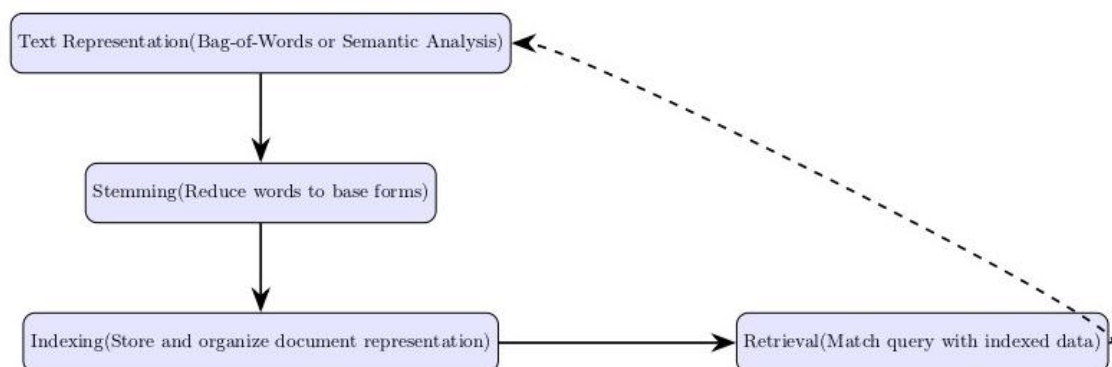 Text Representation(Bag-of-Words or Semantic Analysis)
Stemming(Reduce words to base forms)
Indexing(Store and organize document representation)
Retrieval(Match query with indexed data)